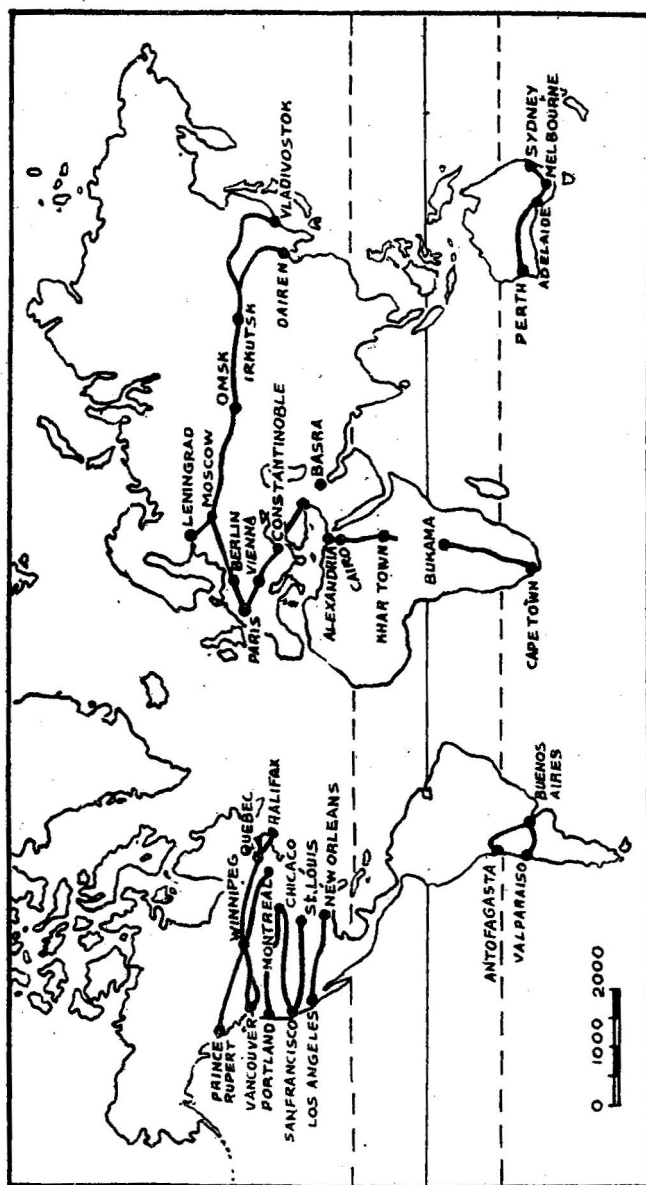 PRINCE
RUPERT
VANCOUVER
PORTLAND
SANFRANCISCO
LOS ANGELES
WINNIPEG
MONTREAL
QUEBEC
HALIFAX
CHICACO
St. LOUIS
NEW ORLEANS
ANTOFAGASTA
VALPARAISO
BUENOS
AIRES
LENINGRAD
MOSCOW
BERLIN
VIENNA
PARIS
CONSTANTINOBLE
BASRA
OMSK
IRKUTSK
VLADIVOSTOK
DAIREN
ALEXANDRIA
CAIRO
KHAR TOWN
BUKAMA
CAPE TOWN
PERTH
ADELAIDE
SYDNEY
MELBOURNE
0 1000 2000